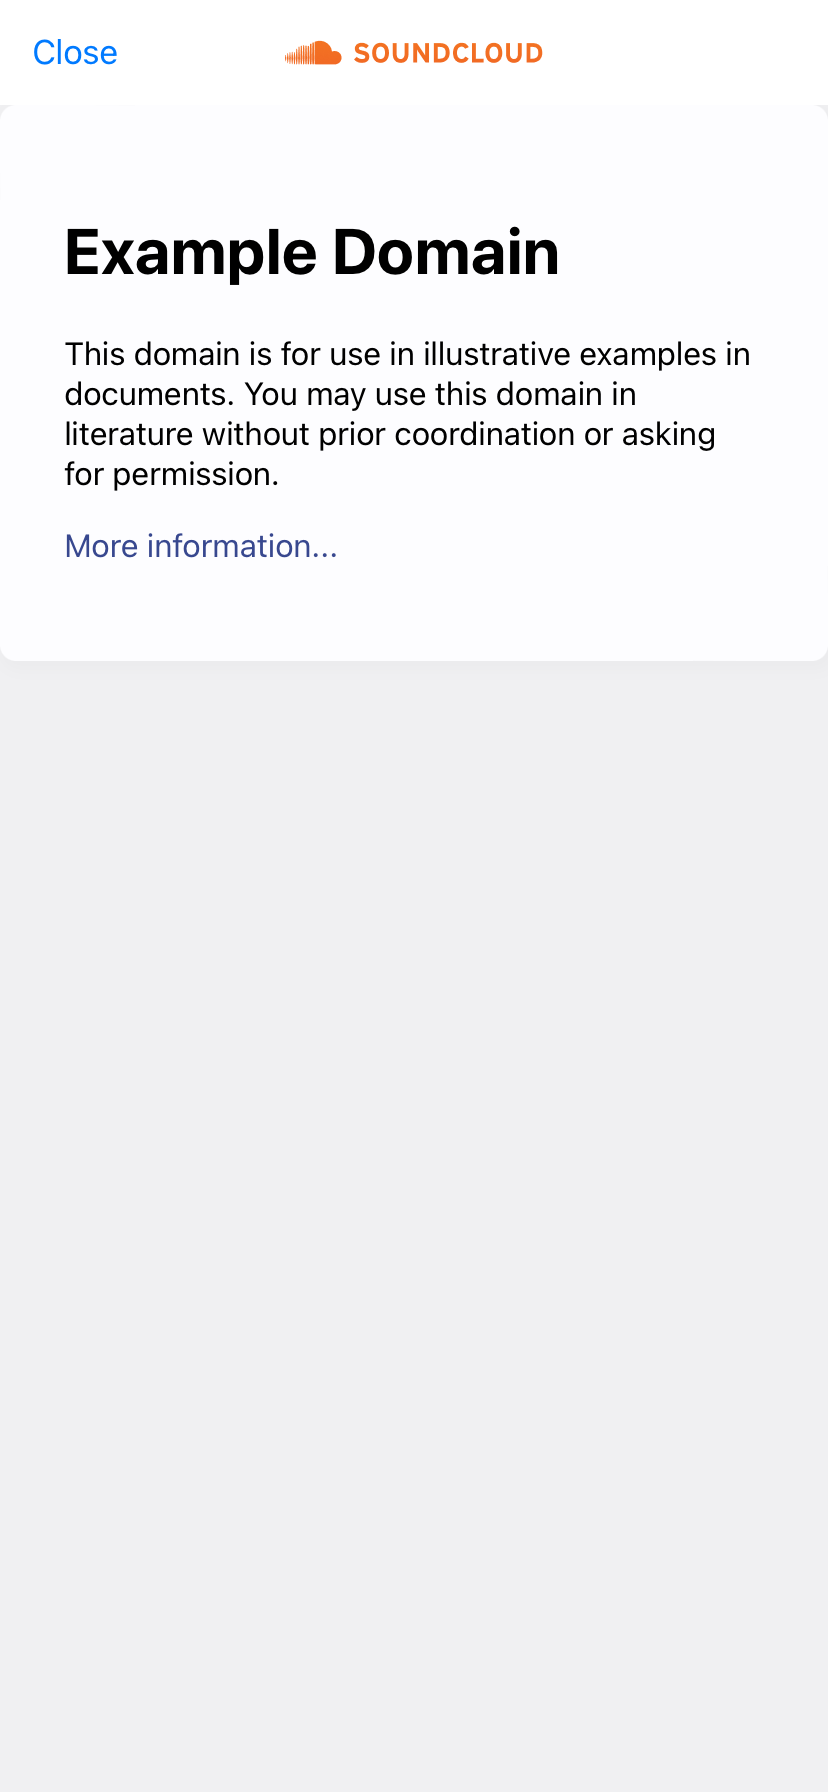 Close
SOUNDCLOUD
Example Domain
This domain is for use in illustrative examples in
documents. You may use this domain in
literature without prior coordination or asking
for permission.
More information...